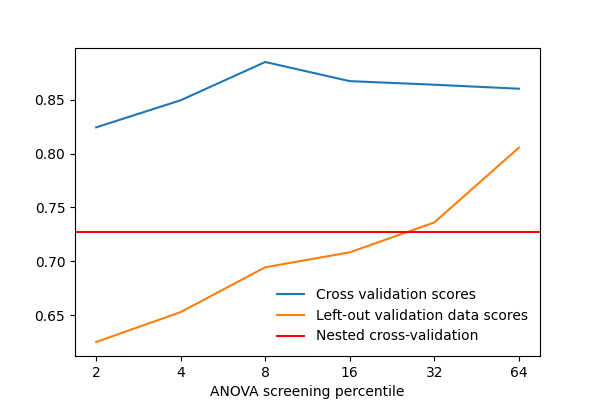 0.85
0.80
0.75
0.70
0.65
Cross validation scores
Left-out validation data scores
Nested cross-validation
2 4 8 16 32 64
ANOVA screening percentile